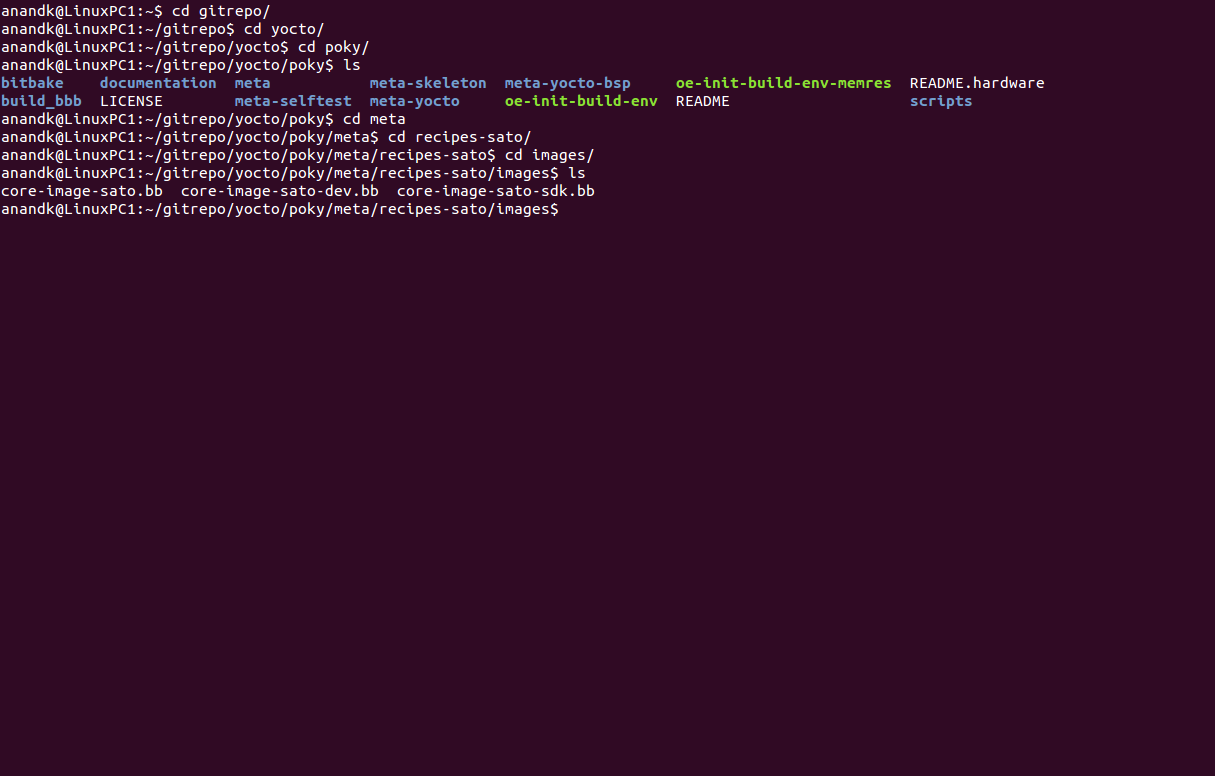 anandk@LinuxPC1:~$ cd gitrepo/
anandk@LinuxPC1:~/gitrepo$ cd yocto/
anandk@LinuxPC1:~/gitrepo/yocto$ cd poky/
anandk@LinuxPC1:~/gitrepo/yocto/poky$ ls
bitbake    documentation  meta           meta-skeleton  meta-yocto-bsp     oe-init-build-env-memres  README.hardware
build_bbb  LICENSE        meta-selftest  meta-yocto     oe-init-build-env  README                    scripts
anandk@LinuxPC1:~/gitrepo/yocto/poky$ cd meta
anandk@LinuxPC1:~/gitrepo/yocto/poky/meta$ cd recipes-sato/
anandk@LinuxPC1:~/gitrepo/yocto/poky/meta/recipes-sato$ cd images/
anandk@LinuxPC1:~/gitrepo/yocto/poky/meta/recipes-sato/images$ ls
core-image-sato.bb  core-image-sato-dev.bb  core-image-sato-sdk.bb
anandk@LinuxPC1:~/gitrepo/yocto/poky/meta/recipes-sato/images$